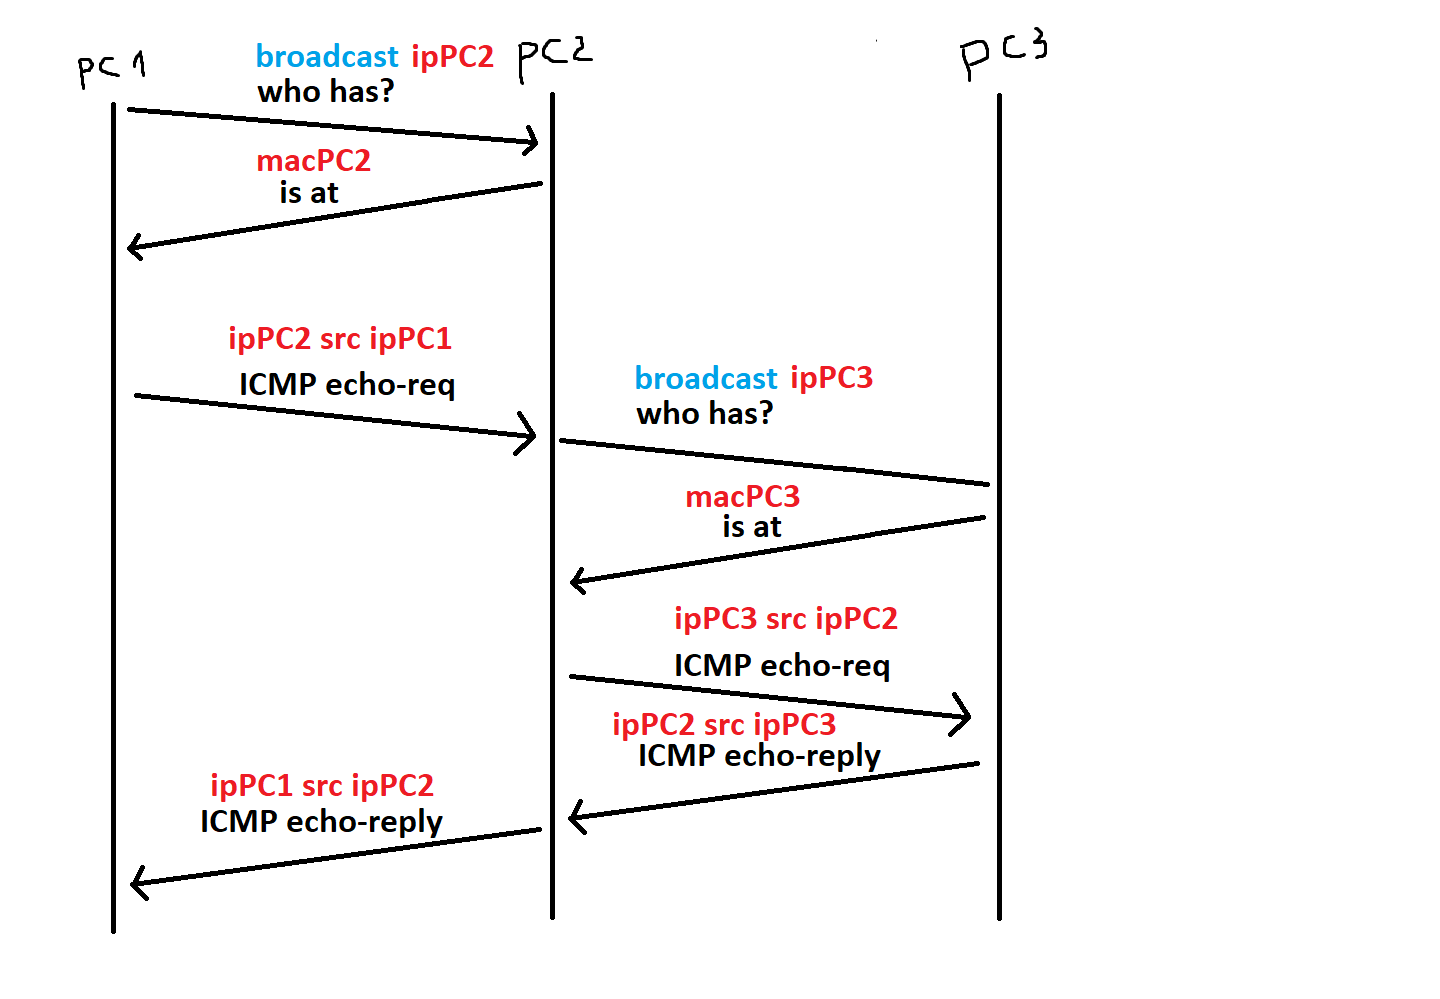 PC1
PC2
PC3
broadcast ipPC2
who has?
macPC2
is at
ipPC2 src ipPC1
ICMP echo-req
broadcast ipPC3
who has?
macPC3
is at
ipPC3 src ipPC2
ICMP echo-req
ipPC2 src ipPC3
ICMP echo-reply
ipPC1 src ipPC2
ICMP echo-reply